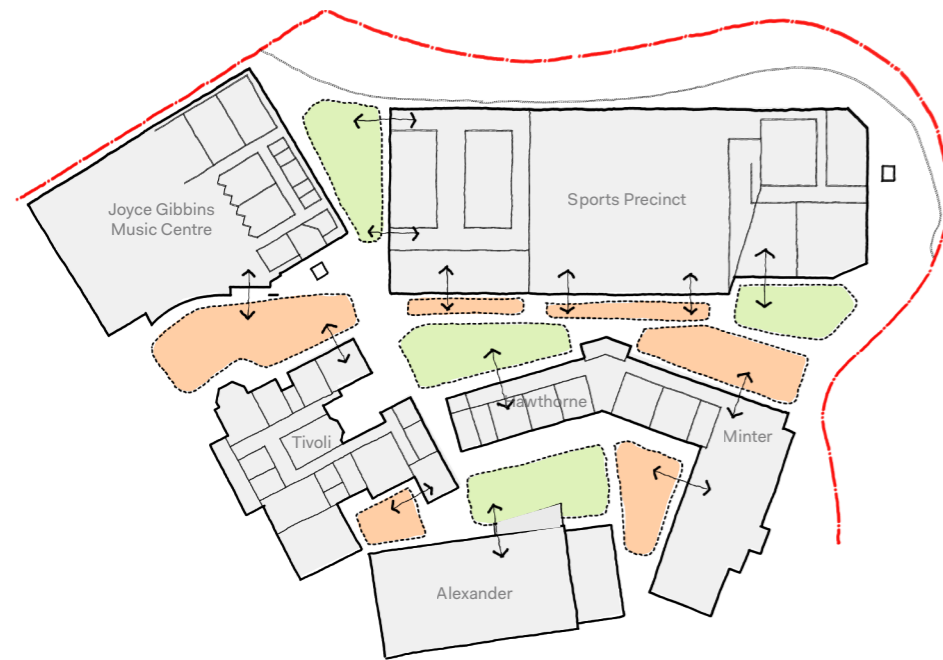 Joyce Gibbins
Music Centre
Sports Precinct
Hawthorne
Tivoli
Minter
Alexander